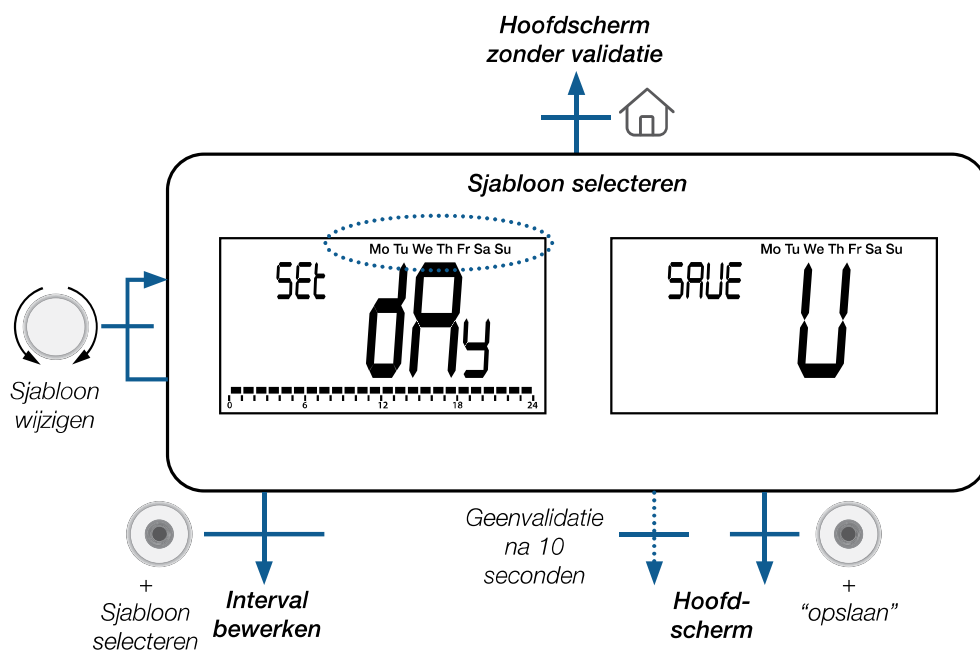 Hoofdscherm
zonder validatie
Sjabloon selecteren
Mo Tu We Th Fr Sa Su
SEt
dAy
0 6 12 18 24
Mo Tu We Th Fr Sa Su
SAVE
V
Sjabloon
wijzigen
+
Sjabloon
selecteren
Interval
bewerken
Geenvalidatie
na 10
seconden
Hoofd-
scherm
+
“opslaan”